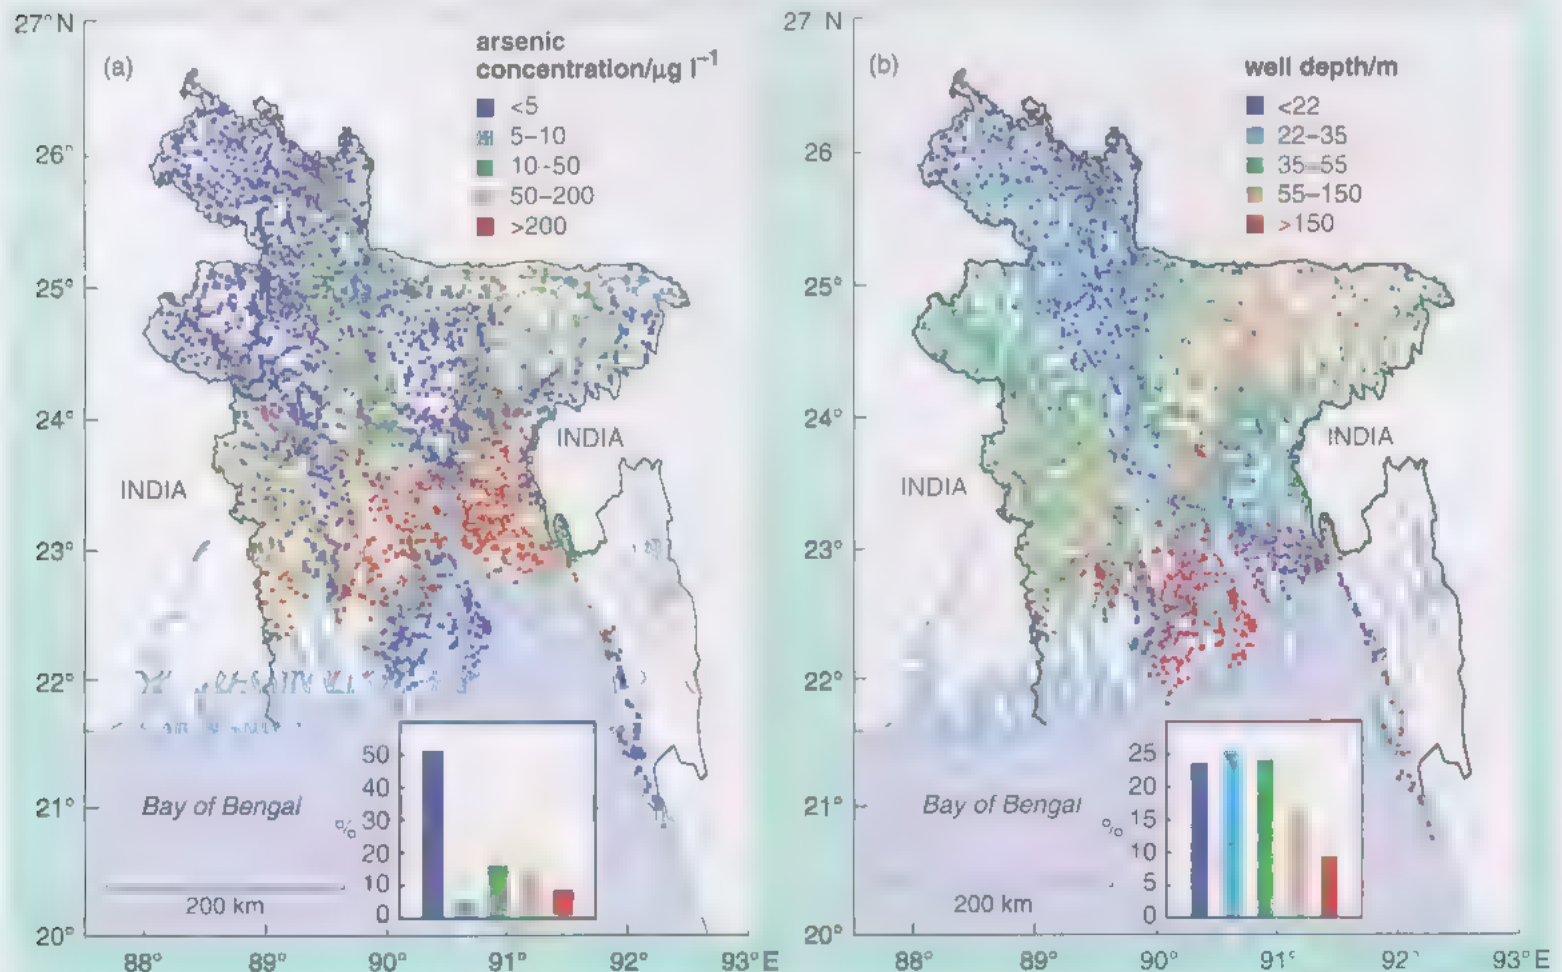 (a)
arsenic
concentration/μg l⁻¹
<5
5–10
10–50
50–200
>200
27° N
26°
25°
24°
23°
22°
21°
20°
INDIA
INDIA
Bay of Bengal
200 km
50
40
30
20
10
0
%
88°
89°
90°
91°
92°
93° E
(b)
well depth/m
<22
22–35
35–55
55–150
>150
27 N
26
25°
24°
23°
22°
21°
20°
INDIA
INDIA
Bay of Bengal
200 km
25
20
15
10
5
0
%
88°
89°
90°
91°
92°
93° E